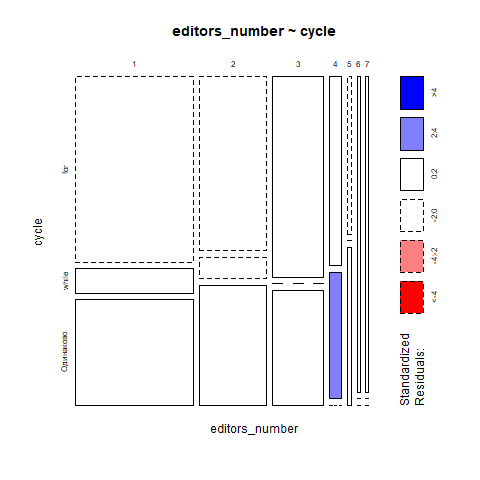 editors_number ~ cycle
1 2 3 4 5 6 7
for
while
Одинаково
cycle
editors_number
Standardized
Residuals:
<-4
-4:-2
-2:0
0:2
2:4
>4